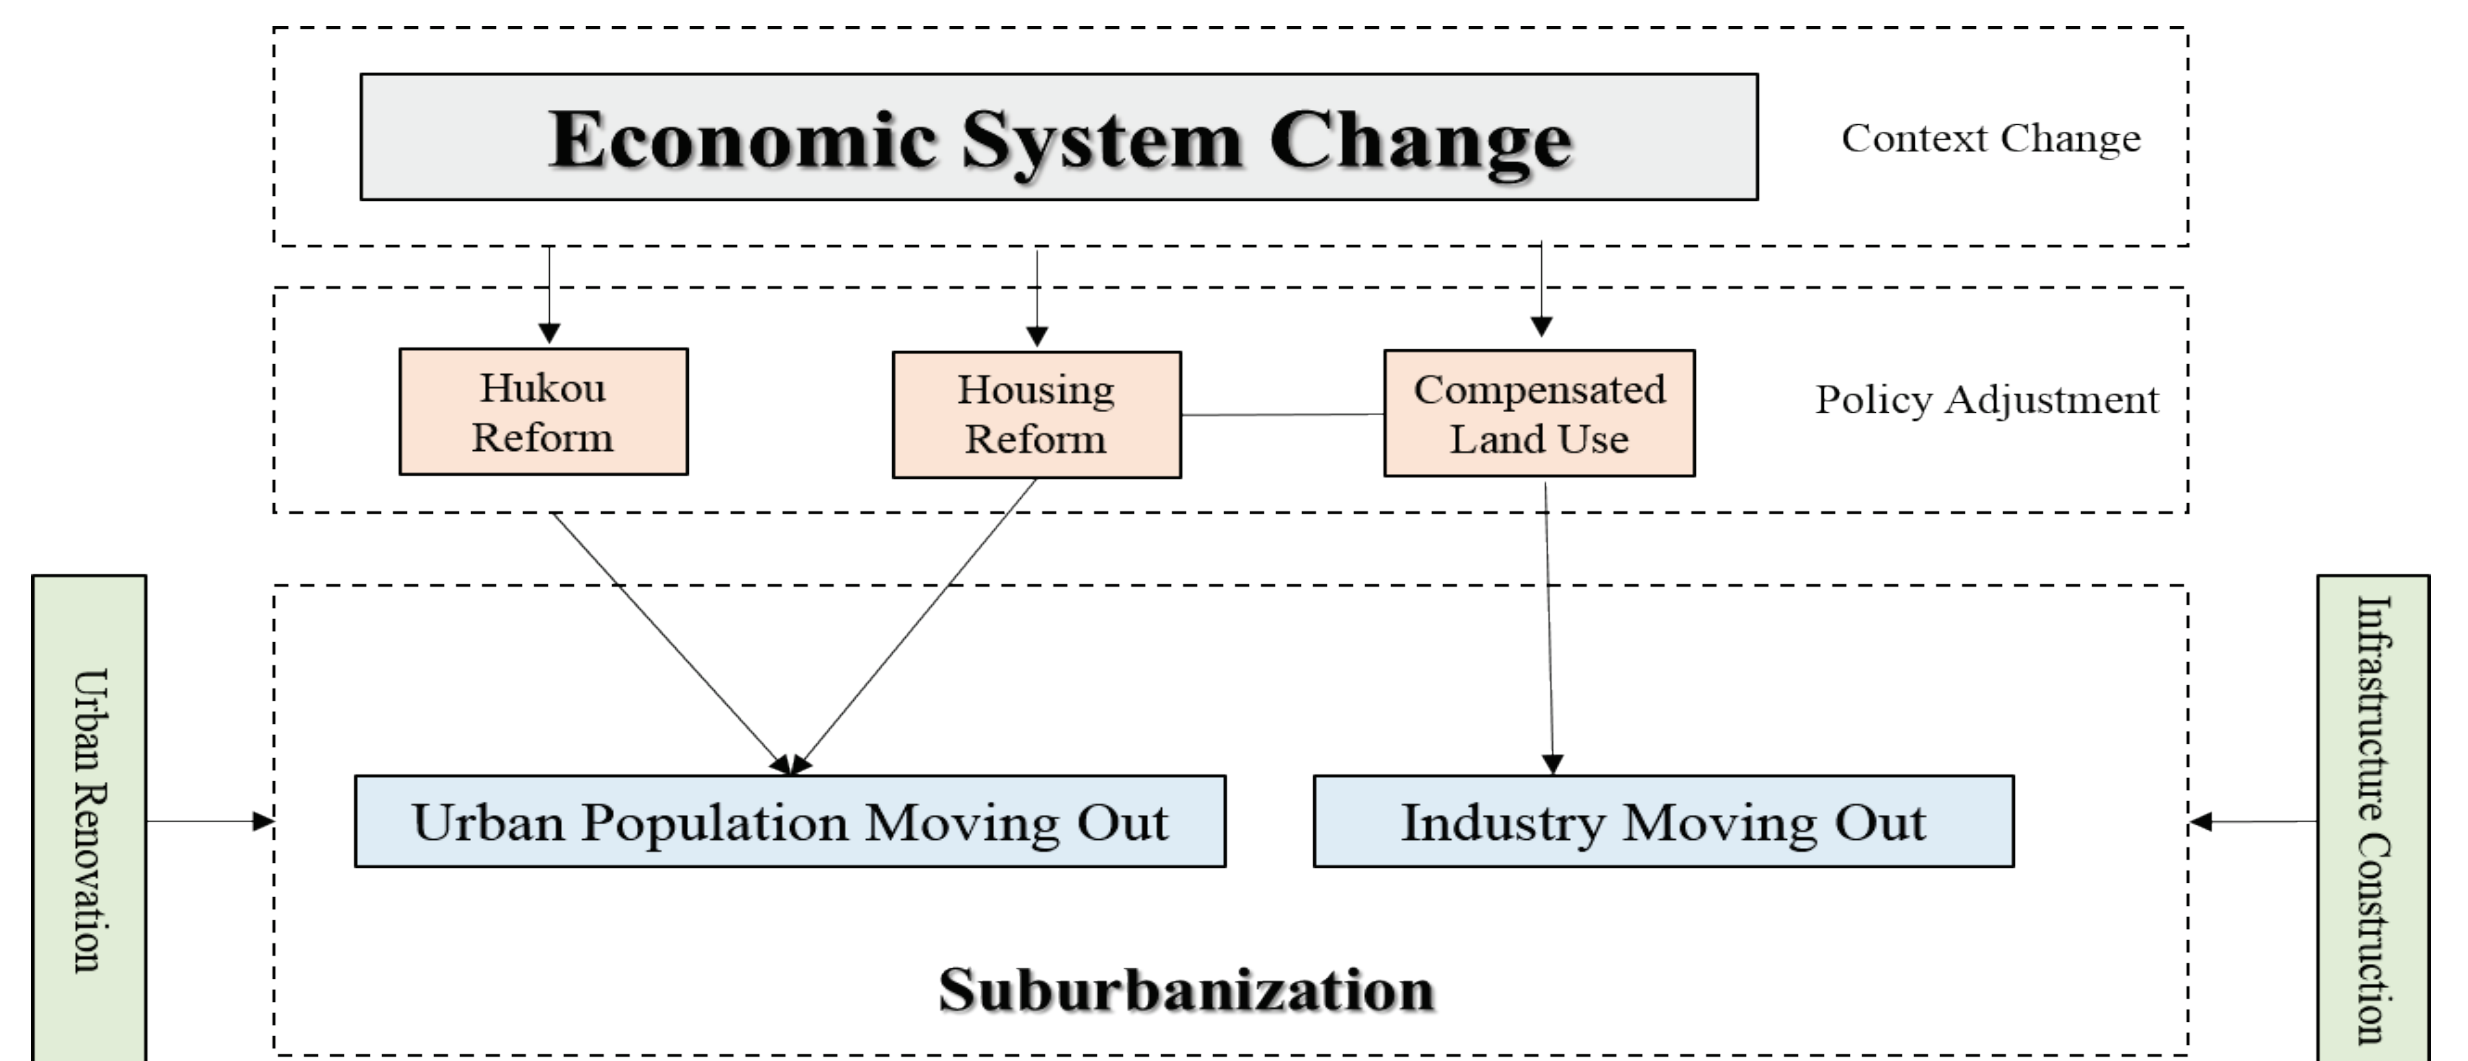 Economic System Change
Context Change
Hukou
Reform
Housing
Reform
Compensated
Land Use
Policy Adjustment
Urban Renovation
Urban Population Moving Out
Industry Moving Out
Infrastructure Construction
Suburbanization